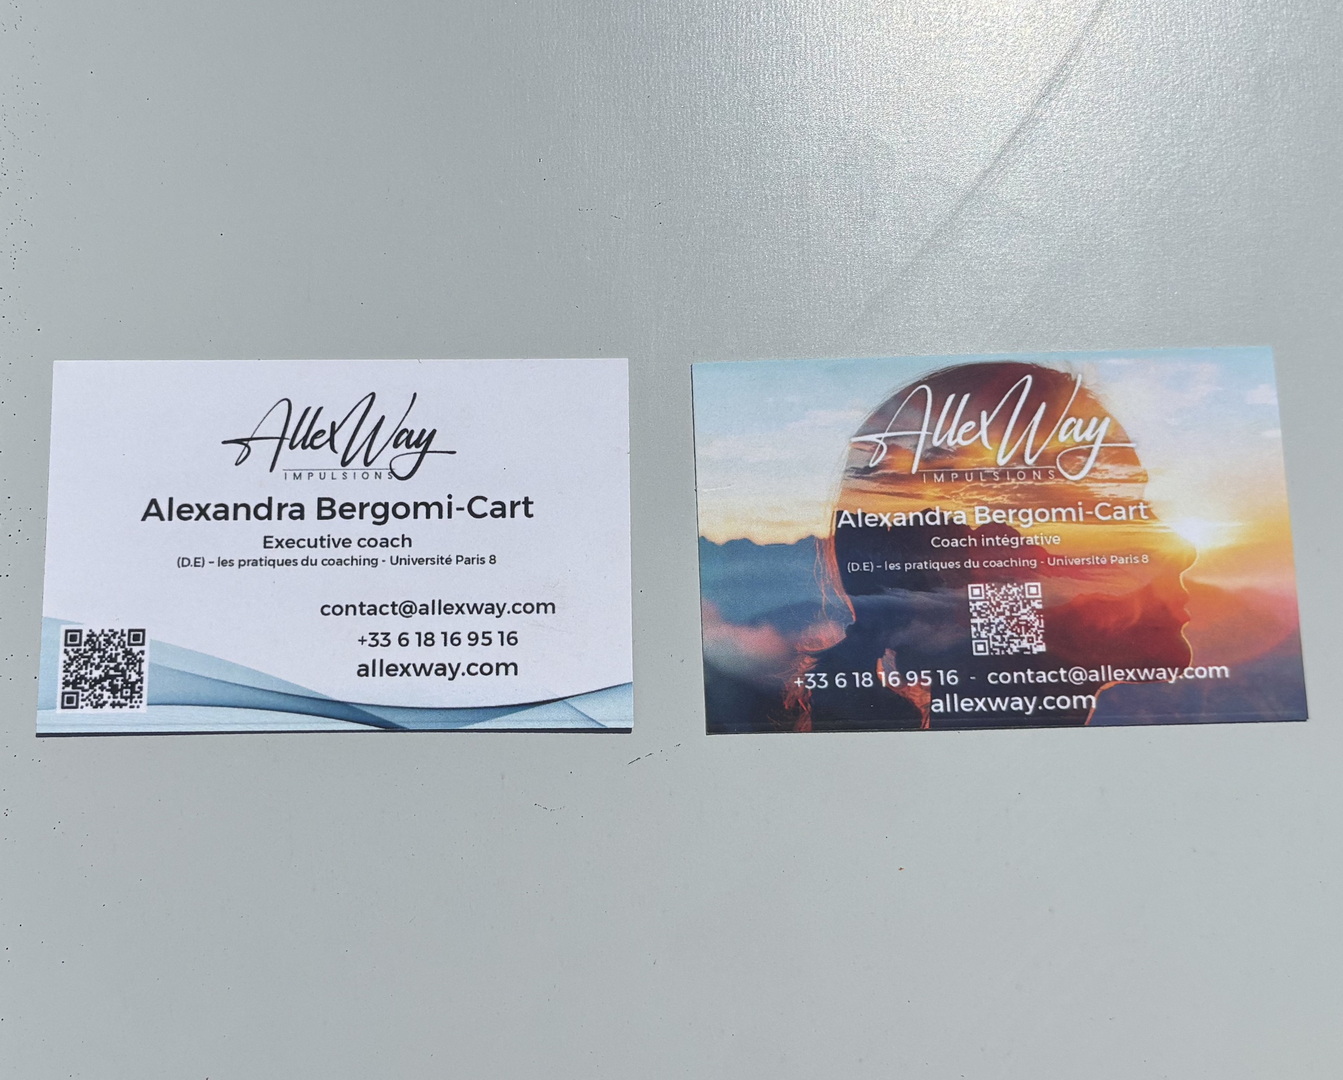 AllexWay
IMPULSIONS
Alexandra Bergomi-Cart
Executive coach
(D.E) – les pratiques du coaching - Université Paris 8
contact@allexway.com
+33 6 18 16 95 16
allexway.com
AllexWay
IMPULSIONS
Alexandra Bergomi-Cart
Coach intégrative
(D.E) – les pratiques du coaching - Université Paris 8
+33 6 18 16 95 16 - contact@allexway.com
allexway.com